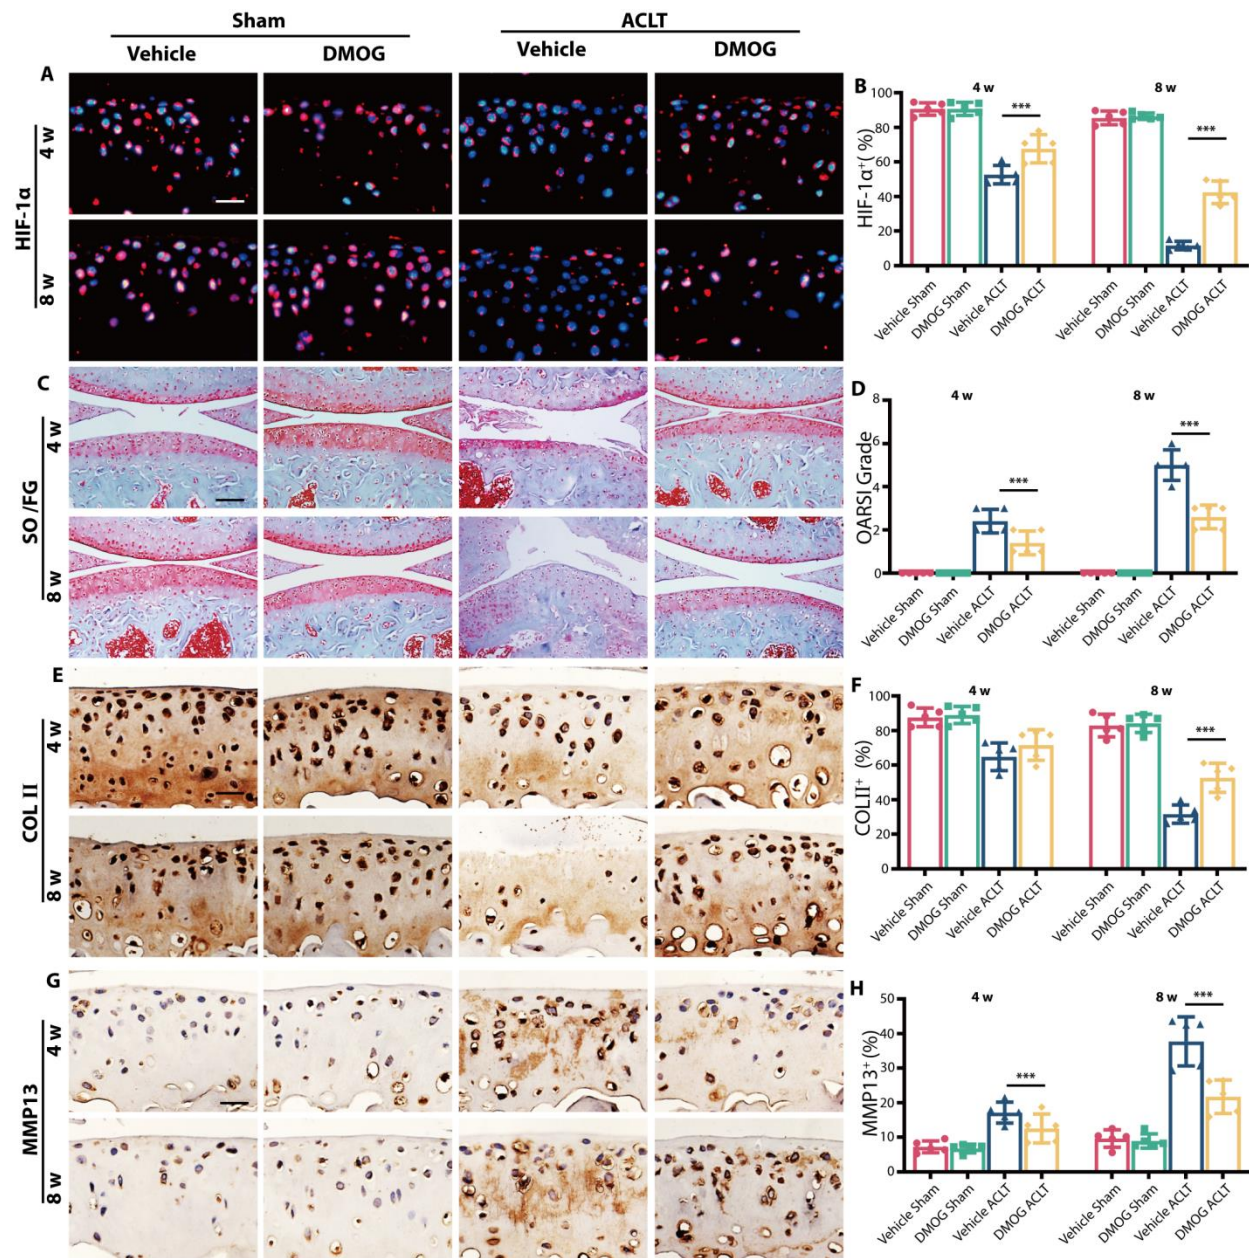 Sham
ACLT
Vehicle
DMOG
Vehicle
DMOG
A
HIF-1α
4 w
8 w
B
4 w
8 w
***
***
HIF-1α⁺( %)
100
80
60
40
20
0
Vehicle Sham
DMOG Sham
Vehicle ACLT
DMOG ACLT
Vehicle Sham
DMOG Sham
Vehicle ACLT
DMOG ACLT
C
SO /FG
4 w
8 w
D
4 w
8 w
***
***
OARSI Grade
8
6
4
2
0
Vehicle Sham
DMOG Sham
Vehicle ACLT
DMOG ACLT
Vehicle Sham
DMOG Sham
Vehicle ACLT
DMOG ACLT
E
COL II
4 w
8 w
F
4 w
8 w
***
COLII⁺ (%)
100
80
60
40
20
0
Vehicle Sham
DMOG Sham
Vehicle ACLT
DMOG ACLT
Vehicle Sham
DMOG Sham
Vehicle ACLT
DMOG ACLT
G
MMP13
4 w
8 w
H
4 w
8 w
***
***
MMP13⁺ (%)
50
40
30
20
10
0
Vehicle Sham
DMOG Sham
Vehicle ACLT
DMOG ACLT
Vehicle Sham
DMOG Sham
Vehicle ACLT
DMOG ACLT